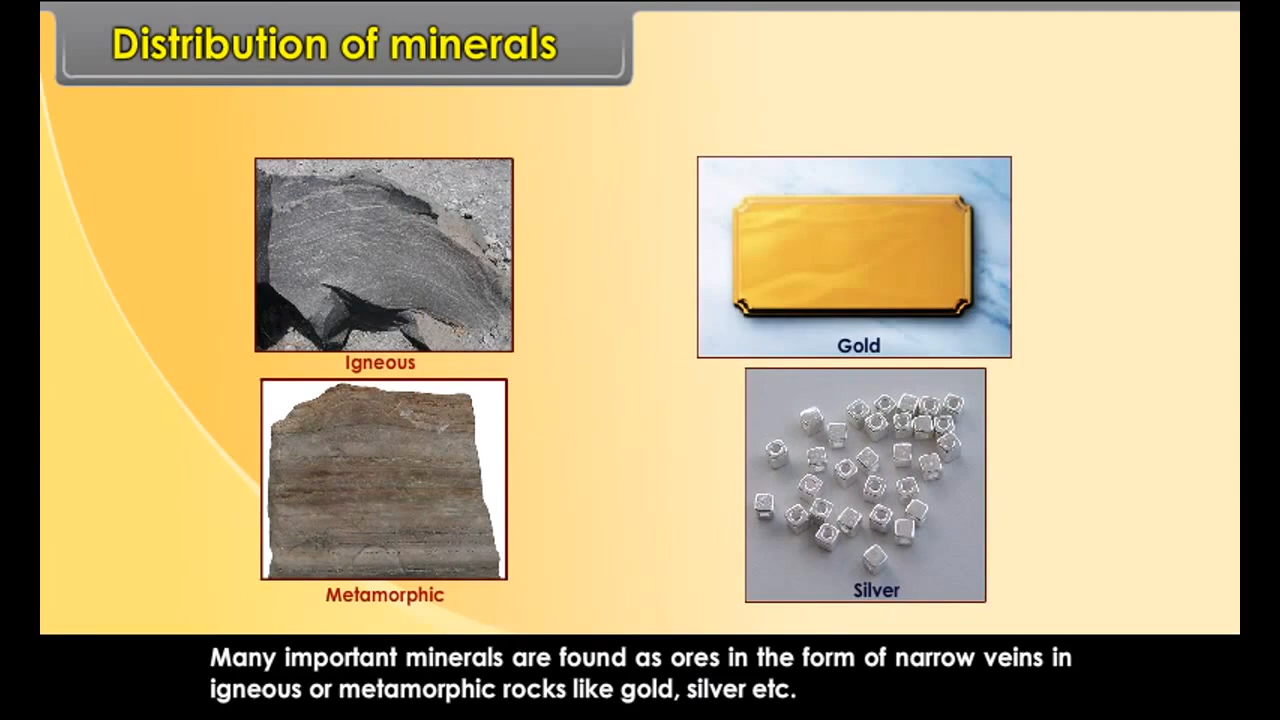 Distribution of minerals
Igneous
Gold
Metamorphic
Silver
Many important minerals are found as ores in the form of narrow veins in
igneous or metamorphic rocks like gold, silver etc.